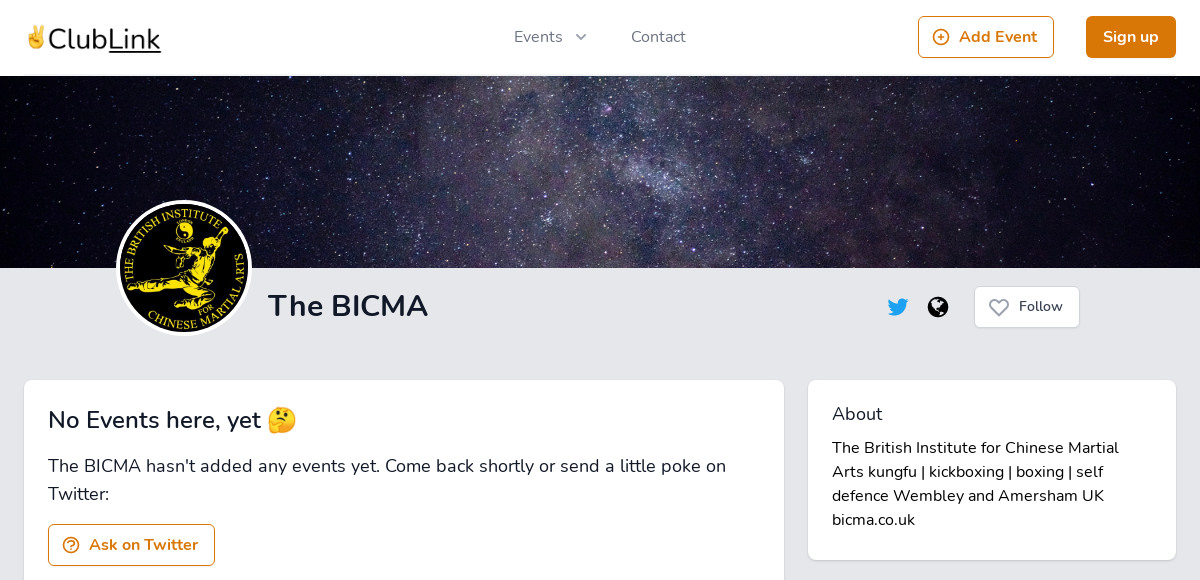 ✌️ClubLink
Events
Contact
Add Event
Sign up
THE BRITISH INSTITUTE
FOR
CHINESE MARTIAL ARTS
The BICMA
Follow
No Events here, yet 🤔
The BICMA hasn't added any events yet. Come back shortly or send a little poke on
Twitter:
Ask on Twitter
About
The British Institute for Chinese Martial
Arts kungfu | kickboxing | boxing | self
defence Wembley and Amersham UK
bicma.co.uk